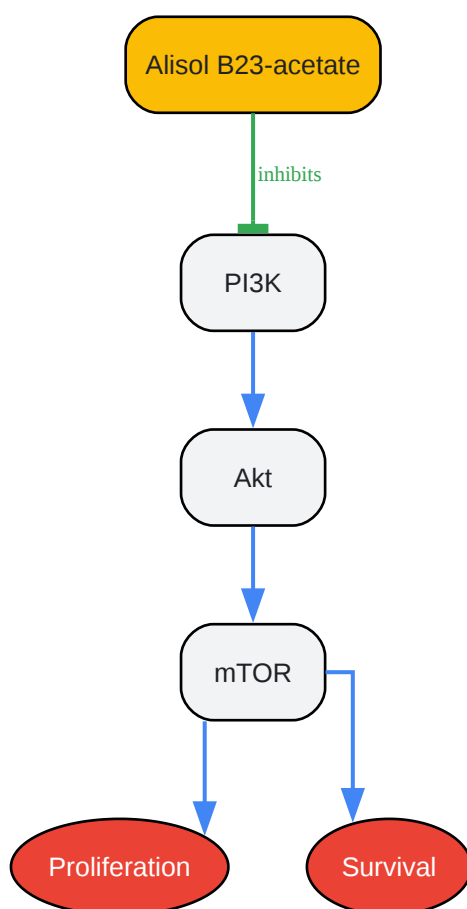 Alisol B23-acetate
inhibits
PI3K
Akt
mTOR
Proliferation
Survival